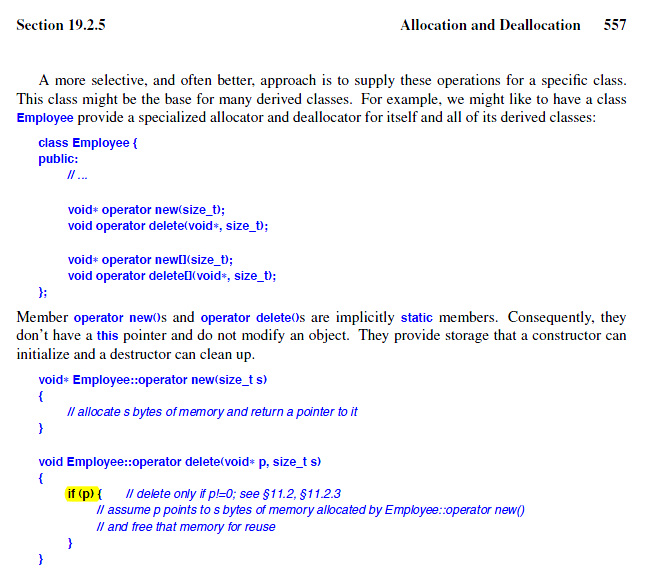 Section 19.2.5 Allocation and Deallocation 557
A more selective, and often better, approach is to supply these operations for a specific class.
This class might be the base for many derived classes. For example, we might like to have a class
Employee provide a specialized allocator and deallocator for itself and all of its derived classes:
class Employee {
public:
// ...
void* operator new(size_t);
void operator delete(void*, size_t);
void* operator new[](size_t);
void operator delete[](void*, size_t);
};
Member operator new()s and operator delete()s are implicitly static members. Consequently, they
don't have a this pointer and do not modify an object. They provide storage that a constructor can
initialize and a destructor can clean up.
void* Employee::operator new(size_t s)
{
// allocate s bytes of memory and return a pointer to it
}
void Employee::operator delete(void* p, size_t s)
{
if (p) { // delete only if p!=0; see §11.2, §11.2.3
// assume p points to s bytes of memory allocated by Employee::operator new()
// and free that memory for reuse
}
}